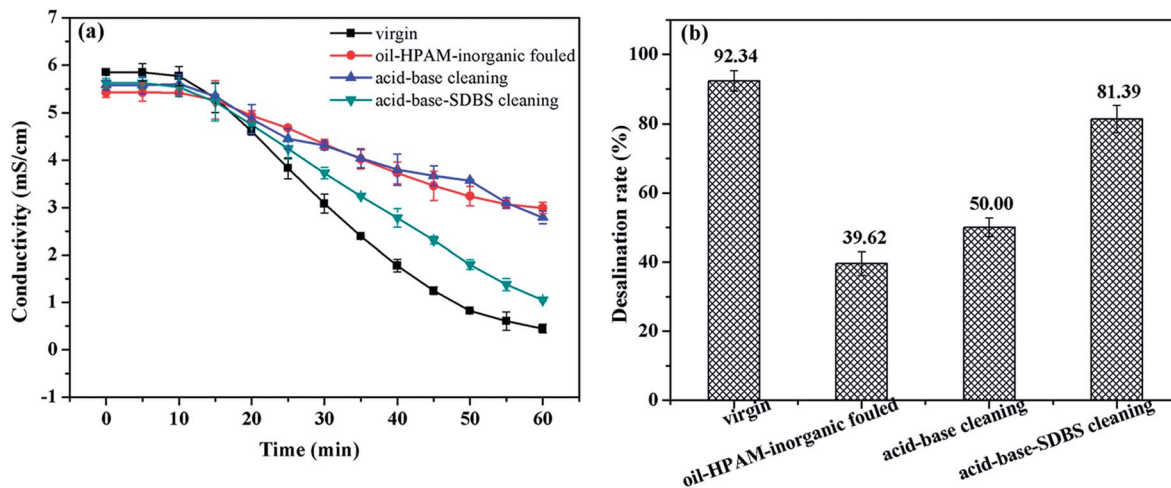 (a)
virgin
oil-HPAM-inorganic fouled
acid-base cleaning
acid-base-SDBS cleaning
7
6
5
4
3
2
1
0
-1
Conductivity (mS/cm)
0 10 20 30 40 50 60
Time (min)
(b)
92.34
39.62
50.00
81.39
100
80
60
40
20
0
Desalination rate (%)
virgin
oil-HPAM-inorganic fouled
acid-base cleaning
acid-base-SDBS cleaning